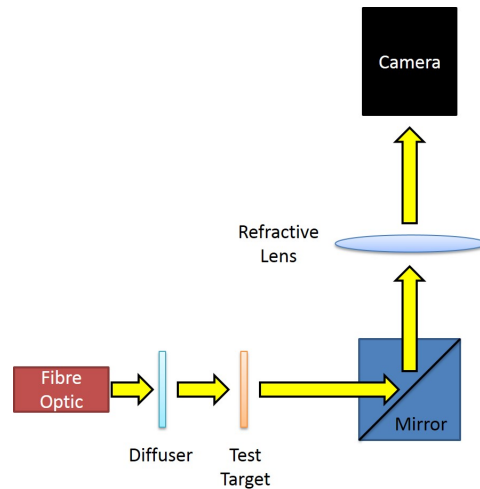 Camera
Refractive
Lens
Fibre
Optic
Mirror
Diffuser
Test
Target